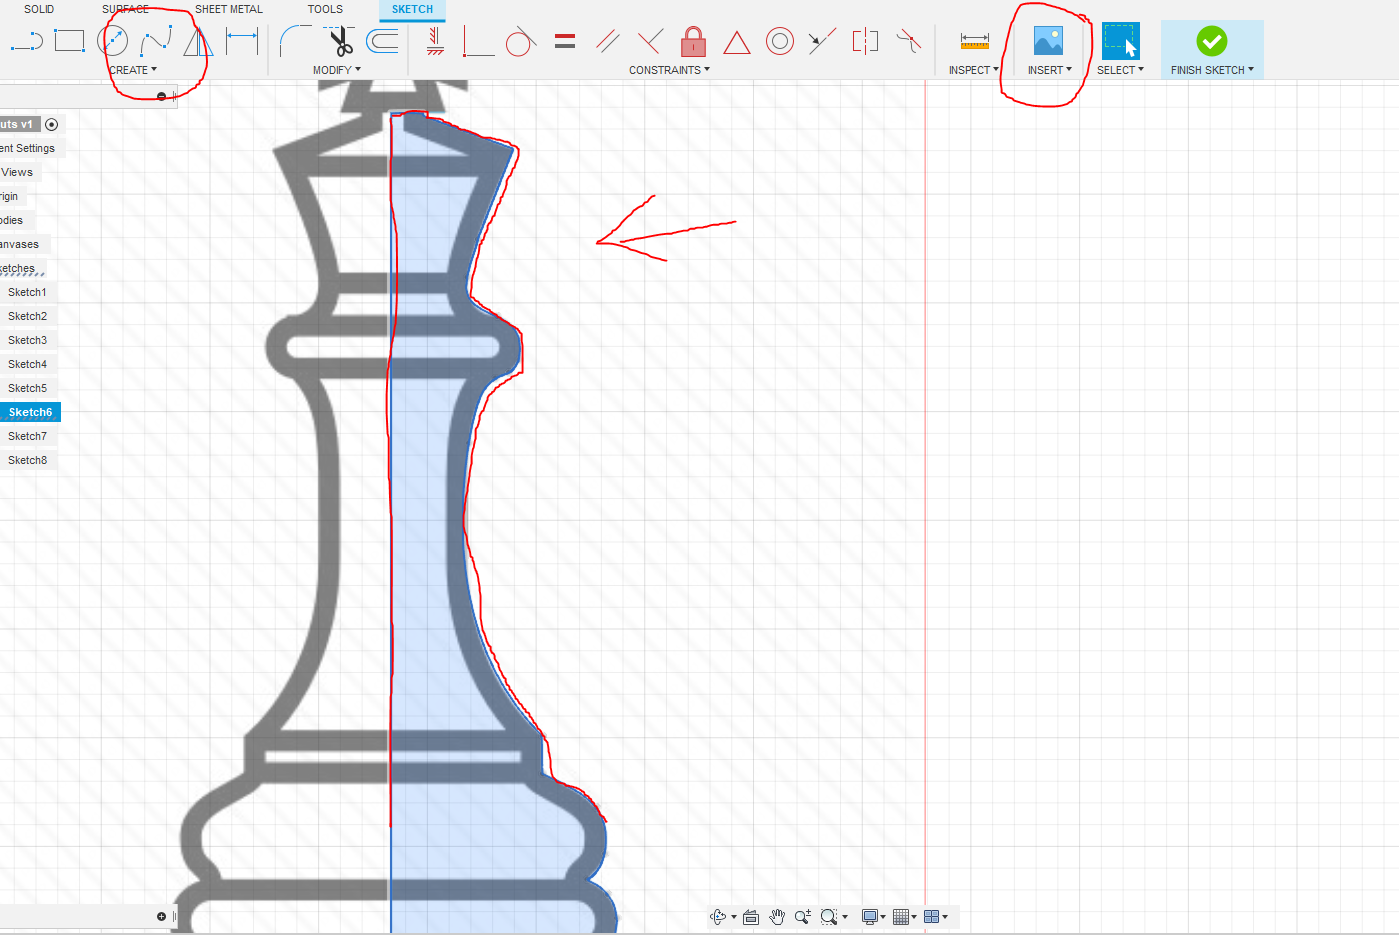 SOLID SURFACE SHEET METAL TOOLS SKETCH
CREATE MODIFY CONSTRAINTS INSPECT INSERT SELECT FINISH SKETCH
uts v1
ent Settings
Views
rigin
odies
anvases
ketches
Sketch1
Sketch2
Sketch3
Sketch4
Sketch5
Sketch6
Sketch7
Sketch8